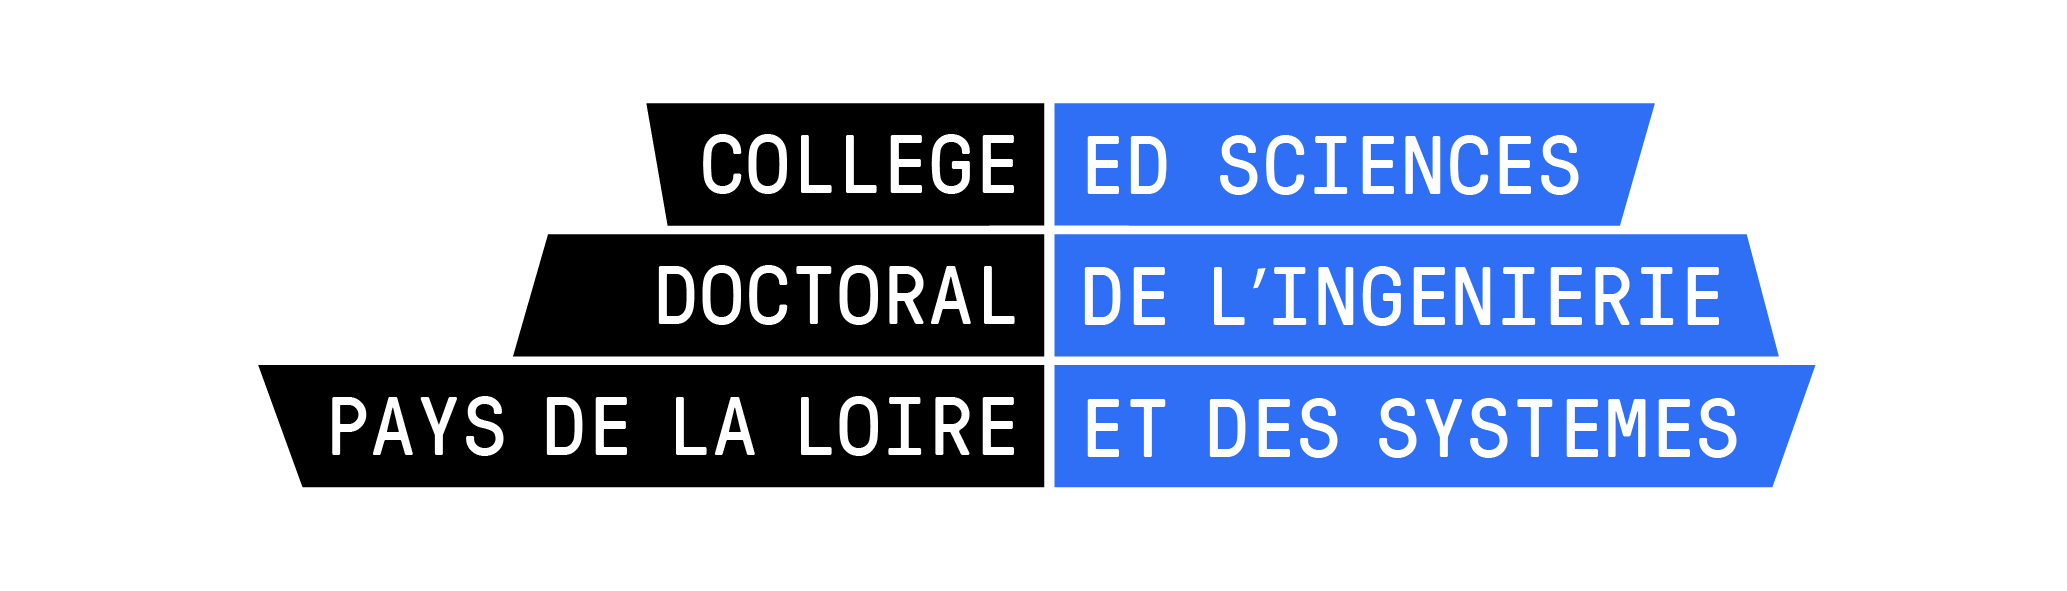 COLLEGE ED SCIENCES
DOCTORAL DE L’INGENIERIE
PAYS DE LA LOIRE ET DES SYSTEMES